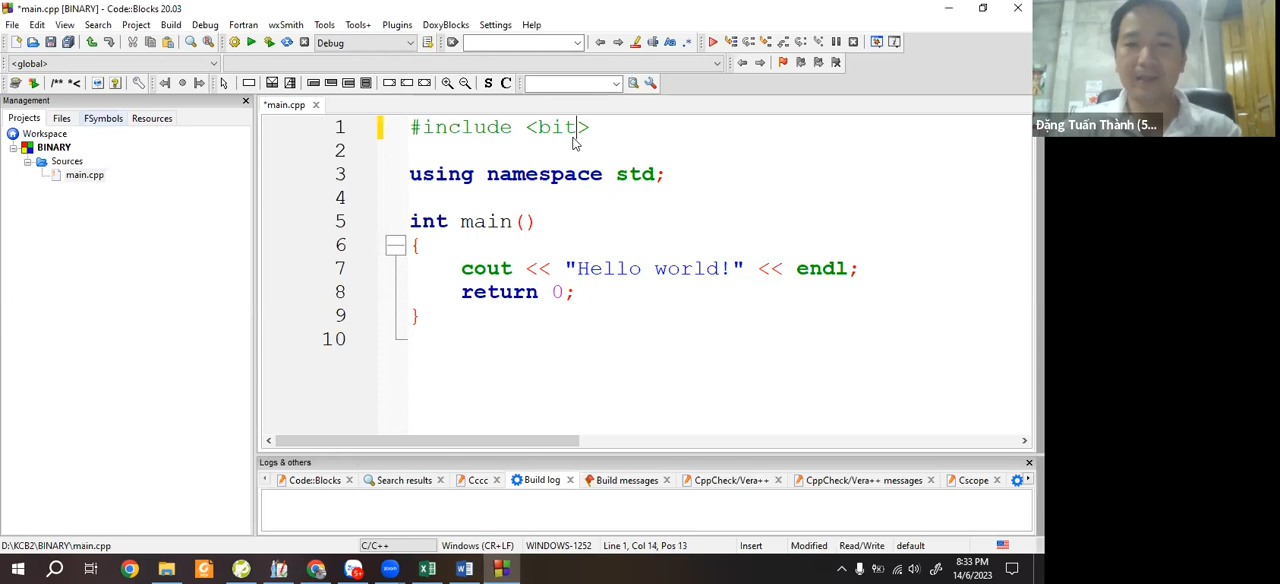 *main.cpp [BINARY] - Code::Blocks 20.03
File Edit View Search Project Build Debug Fortran wxSmith Tools Tools+ Plugins DoxyBlocks Settings Help
Debug
<global>
/** *<
S C
Management
Projects Files FSymbols Resources
Workspace
BINARY
Sources
main.cpp
*main.cpp
1 #include <bit>
2
3 using namespace std;
4
5 int main()
6 {
7 cout << "Hello world!" << endl;
8 return 0;
9 }
10
Đặng Tuấn Thành (5...
Logs & others
Code::Blocks Search results Cccc Build log Build messages CppCheck/Vera++ CppCheck/Vera++ messages Cscope
D:\KCB2\BINARY\main.cpp C/C++ Windows (CR+LF) WINDOWS-1252 Line 1, Col 14, Pos 13 Insert Modified Read/Write default
8:33 PM
14/6/2023